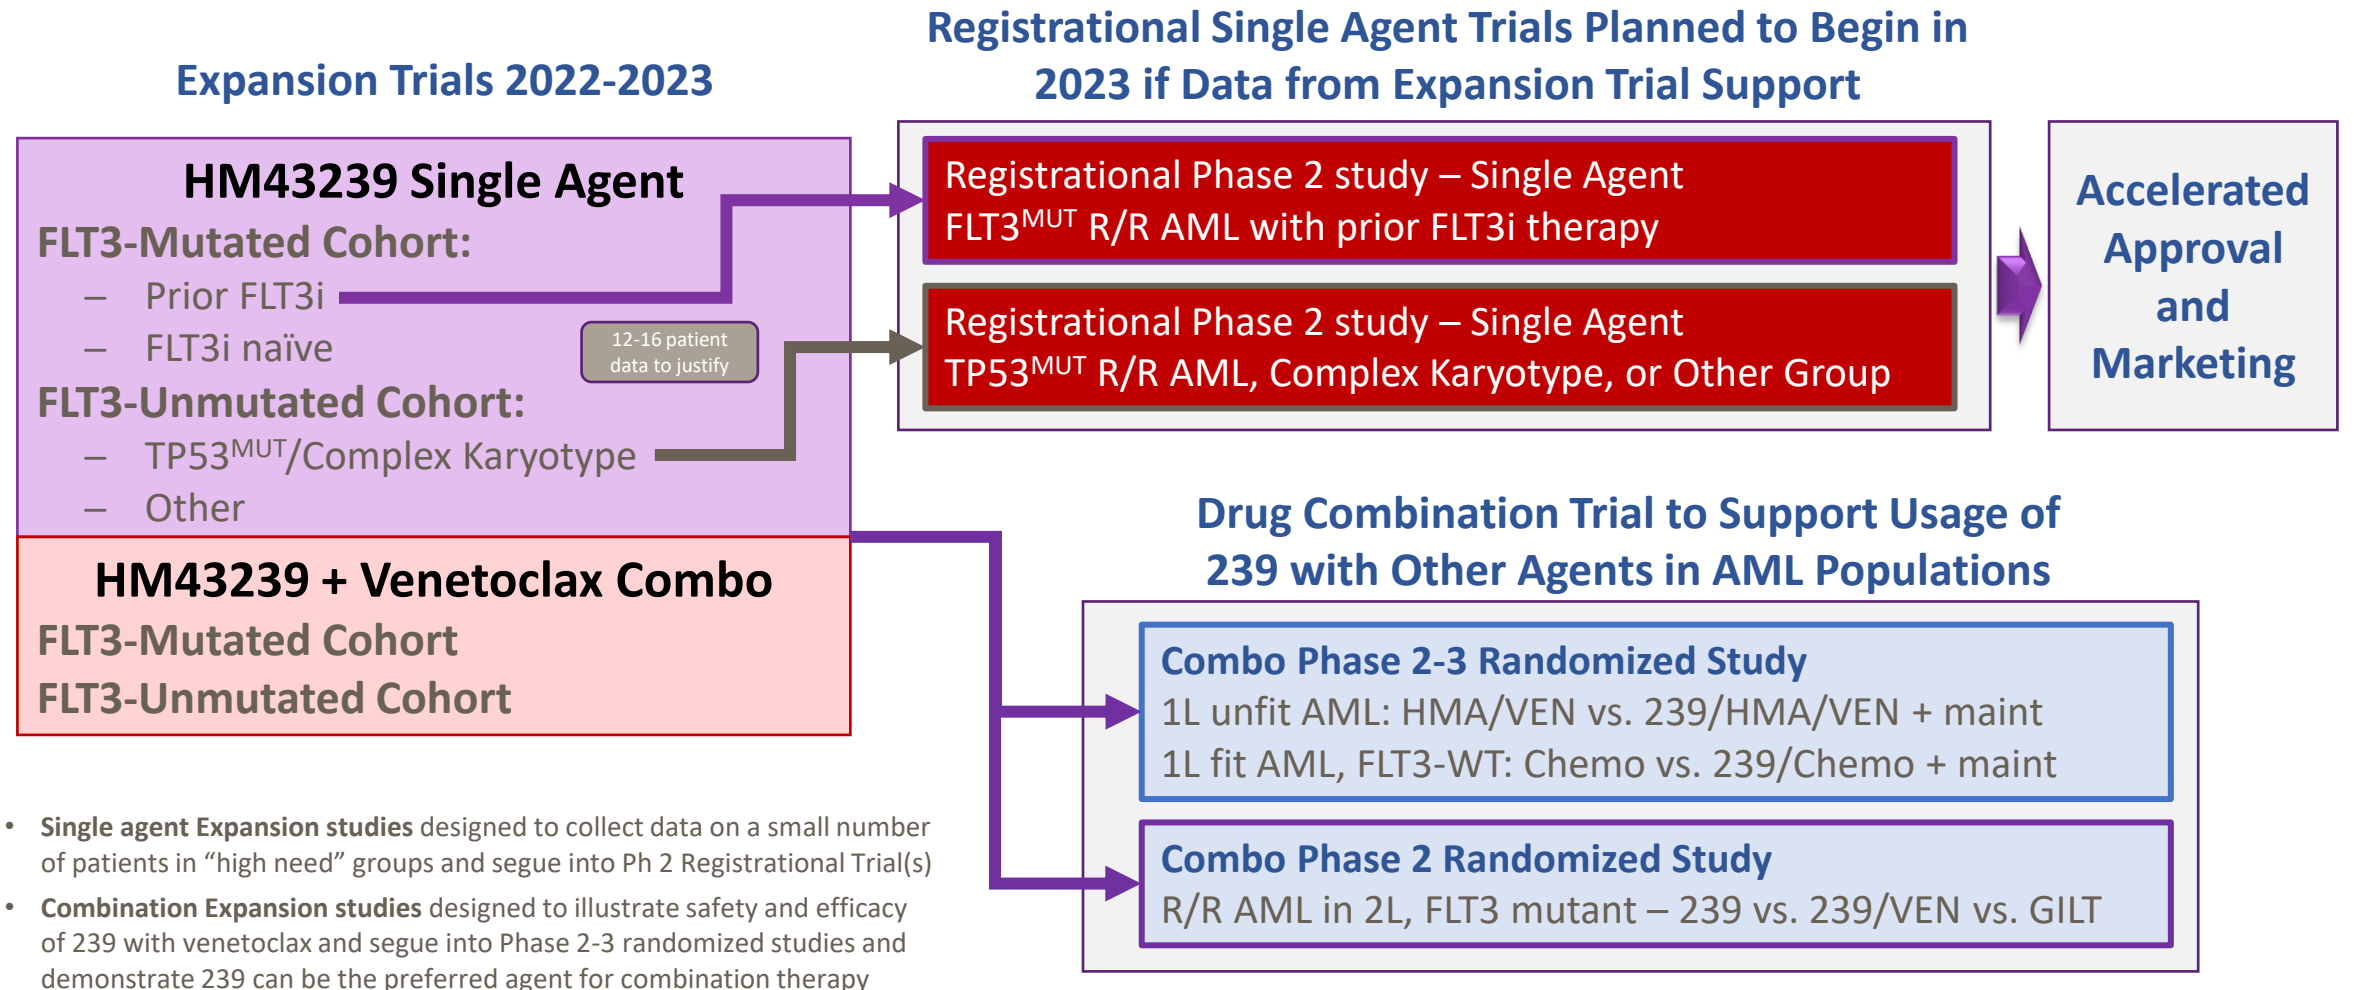 Expansion Trials 2022-2023
HM43239 Single Agent
FLT3-Mutated Cohort:
– Prior FLT3i
– FLT3i naïve
12-16 patient
data to justify
FLT3-Unmutated Cohort:
– TP53MUT/Complex Karyotype
– Other
HM43239 + Venetoclax Combo
FLT3-Mutated Cohort
FLT3-Unmutated Cohort
Registrational Single Agent Trials Planned to Begin in
2023 if Data from Expansion Trial Support
Registrational Phase 2 study – Single Agent
FLT3MUT R/R AML with prior FLT3i therapy
Registrational Phase 2 study – Single Agent
TP53MUT R/R AML, Complex Karyotype, or Other Group
Accelerated
Approval
and
Marketing
Drug Combination Trial to Support Usage of
239 with Other Agents in AML Populations
Combo Phase 2-3 Randomized Study
1L unfit AML: HMA/VEN vs. 239/HMA/VEN + maint
1L fit AML, FLT3-WT: Chemo vs. 239/Chemo + maint
Combo Phase 2 Randomized Study
R/R AML in 2L, FLT3 mutant – 239 vs. 239/VEN vs. GILT
• Single agent Expansion studies designed to collect data on a small number
of patients in “high need” groups and segue into Ph 2 Registrational Trial(s)
• Combination Expansion studies designed to illustrate safety and efficacy
of 239 with venetoclax and segue into Phase 2-3 randomized studies and
demonstrate 239 can be the preferred agent for combination therapy